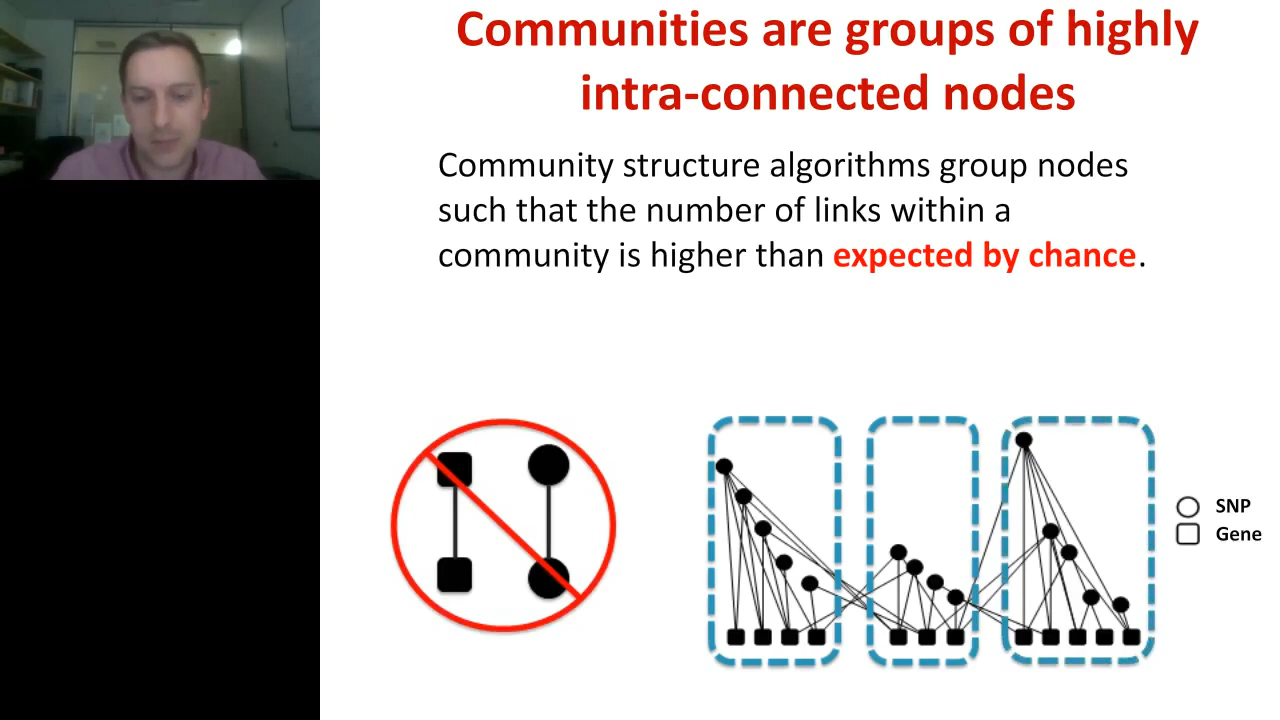 Communities are groups of highly
intra-connected nodes
Community structure algorithms group nodes
such that the number of links within a
community is higher than expected by chance.
SNP
Gene